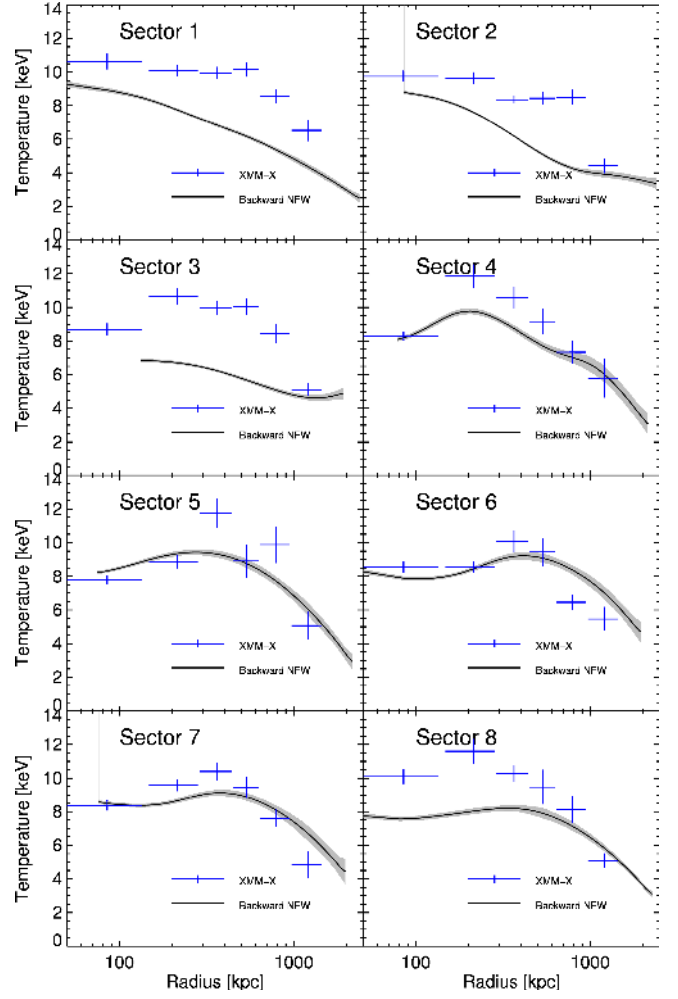 14
12
10
8
6
4
2
0
Temperature [keV]
Sector 1
XMM-X
Backward NFW
Sector 2
XMM-X
Backward NFW
14
12
10
8
6
4
2
0
Temperature [keV]
Sector 3
XMM-X
Backward NFW
Sector 4
XMM-X
Backward NFW
14
12
10
8
6
4
2
0
Temperature [keV]
Sector 5
XMM-X
Backward NFW
Sector 6
XMM-X
Backward NFW
14
12
10
8
6
4
2
0
Temperature [keV]
Sector 7
XMM-X
Backward NFW
Sector 8
XMM-X
Backward NFW
100 1000 100 1000
Radius [kpc] Radius [kpc]